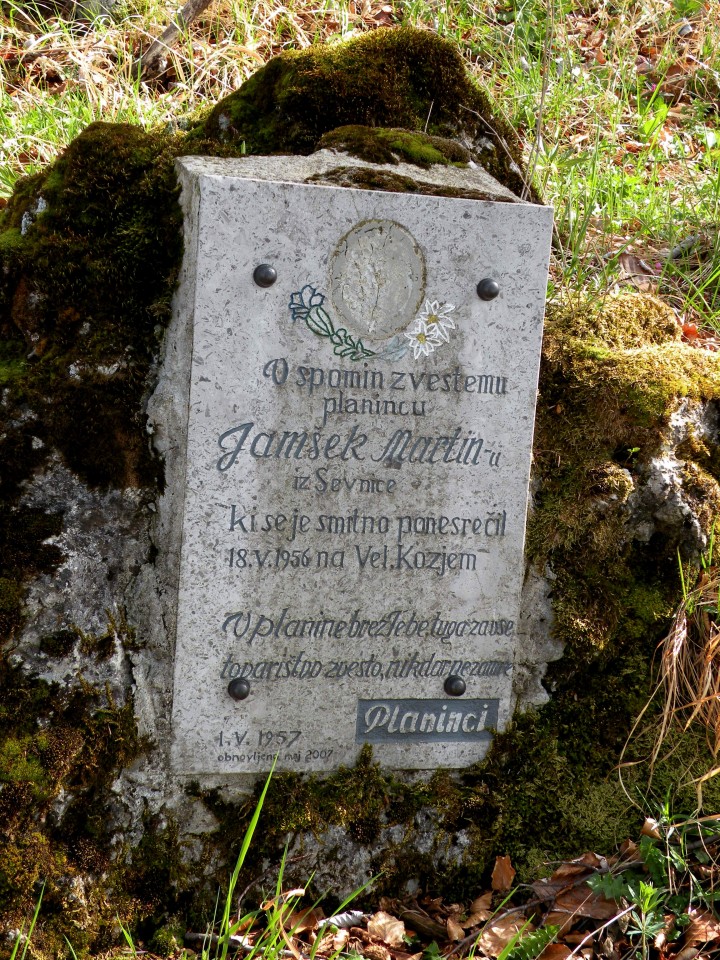 V spomin zvestemu
planincu
Jamšek Martin-u
iz Sevnice
ki se je smrtno ponesrečil
18.V.1956 na Vel. Kozjem
V planine brez Tebe tuga za vse
tovarištvo zvesto, nikdar ne zamre
Planinci
1.V. 1957
obnovljeno maj 2007